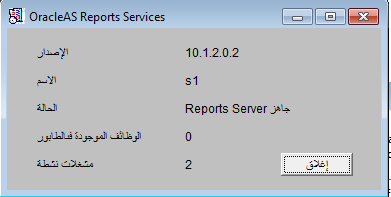 OracleAS Reports Services
الإصدار 10.1.2.0.2
الاسم s1
الحالة Reports Server جاهز
الوظائف الموجودة فىالطابور 0
مشغلات نشطة 2
إغلاق